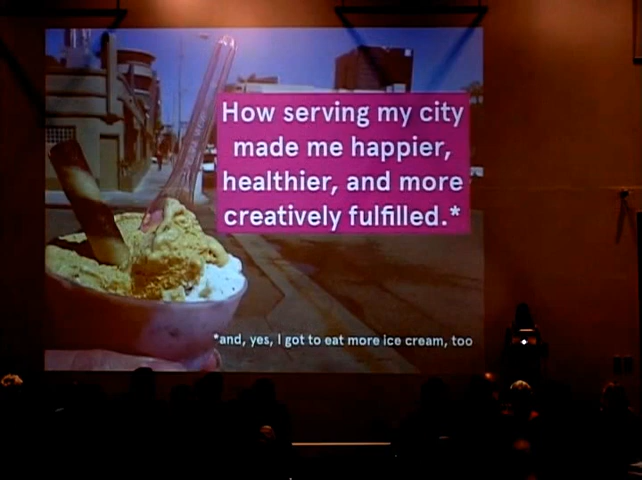 How serving my city
made me happier,
healthier, and more
creatively fulfilled.*
*and, yes, I got to eat more ice cream, too